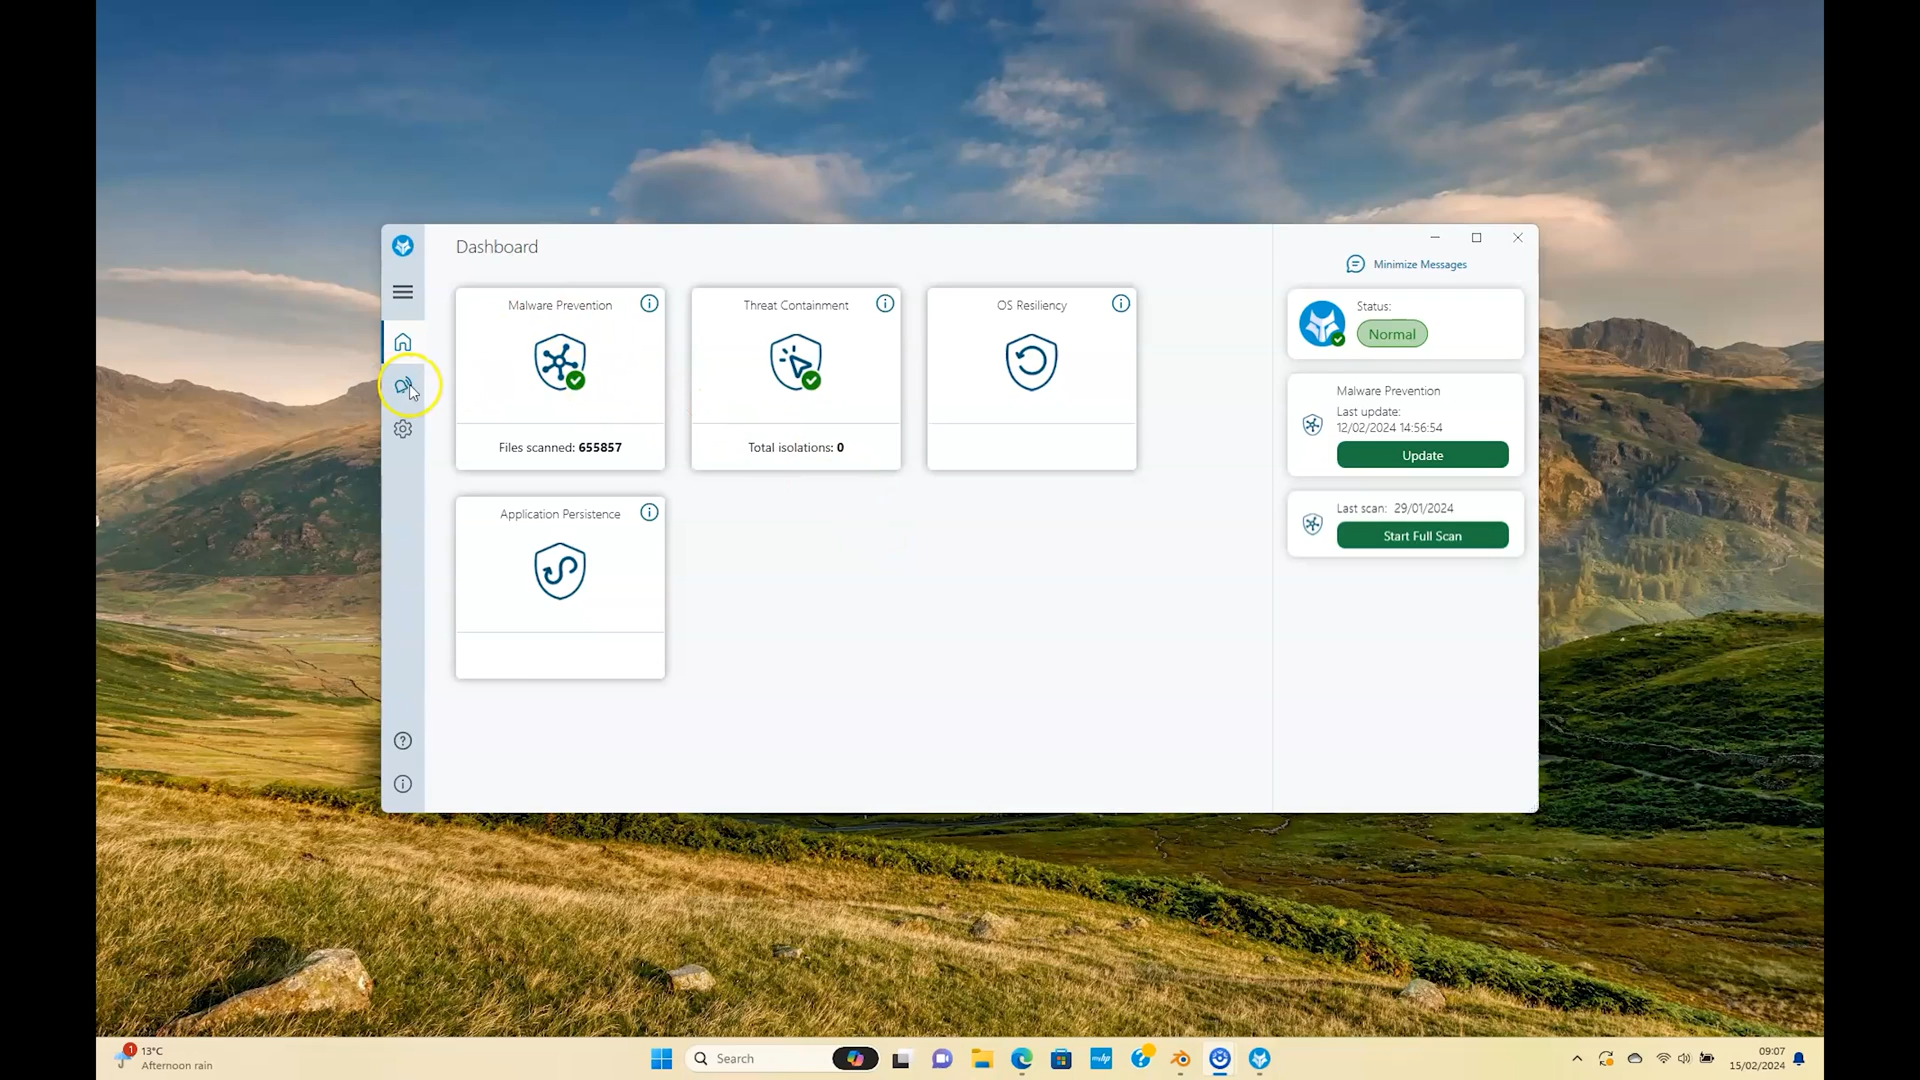 Dashboard
Minimize Messages
Malware Prevention
Files scanned: 655857
Threat Containment
Total isolations: 0
OS Resiliency
Application Persistence
Status:
Normal
Malware Prevention
Last update:
12/02/2024 14:56:54
Update
Last scan: 29/01/2024
Start Full Scan
1
13°C
Afternoon rain
Search
myhp
09:07
15/02/2024